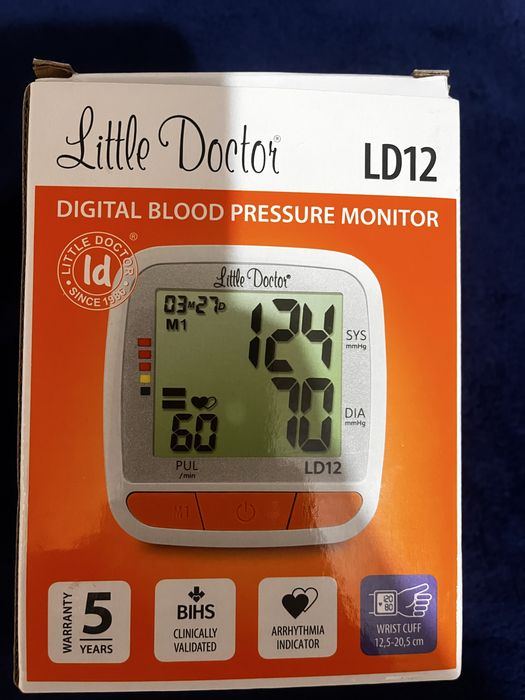 Little Doctor®
LD12
DIGITAL BLOOD PRESSURE MONITOR
LITTLE DOCTOR ®
ld
SINCE 1986
Little Doctor®
03M27D
M1
124
SYS
mmHg
70
DIA
mmHg
60
PUL
/min
LD12
M1
WARRANTY
5
YEARS
BIHS
CLINICALLY
VALIDATED
ARRHYTHMIA
INDICATOR
120
80
WRIST CUFF
12,5-20,5 cm